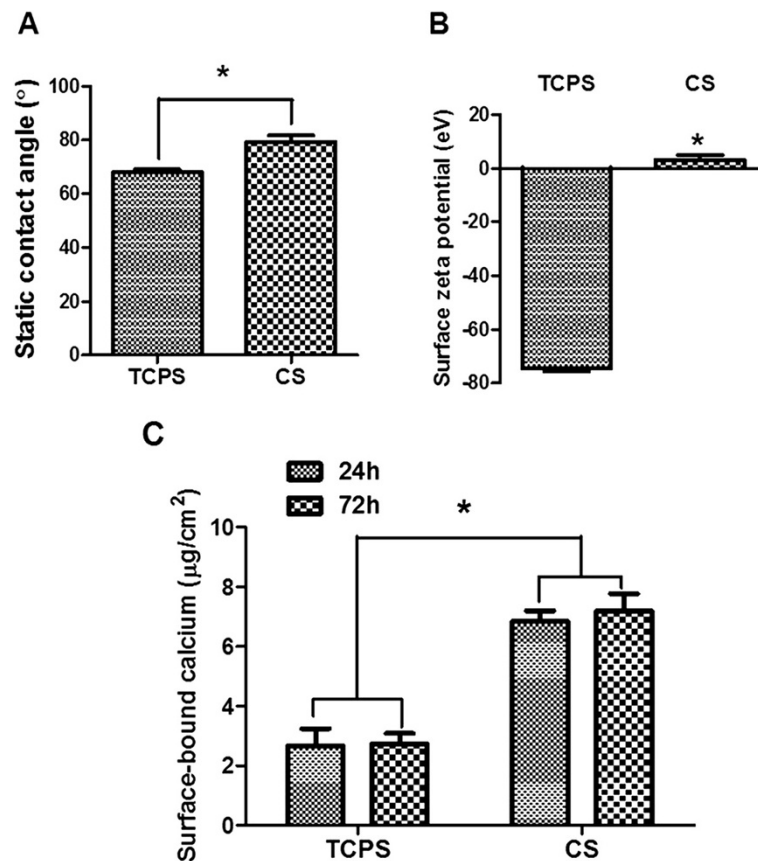 A
Static contact angle (°)
100
80
60
40
20
0
*
TCPS CS
B
TCPS CS
Surface zeta potential (eV)
20
0
-20
-40
-60
-80
*
C
24h
72h
*
Surface-bound calcium (μg/cm²)
10
8
6
4
2
0
TCPS CS